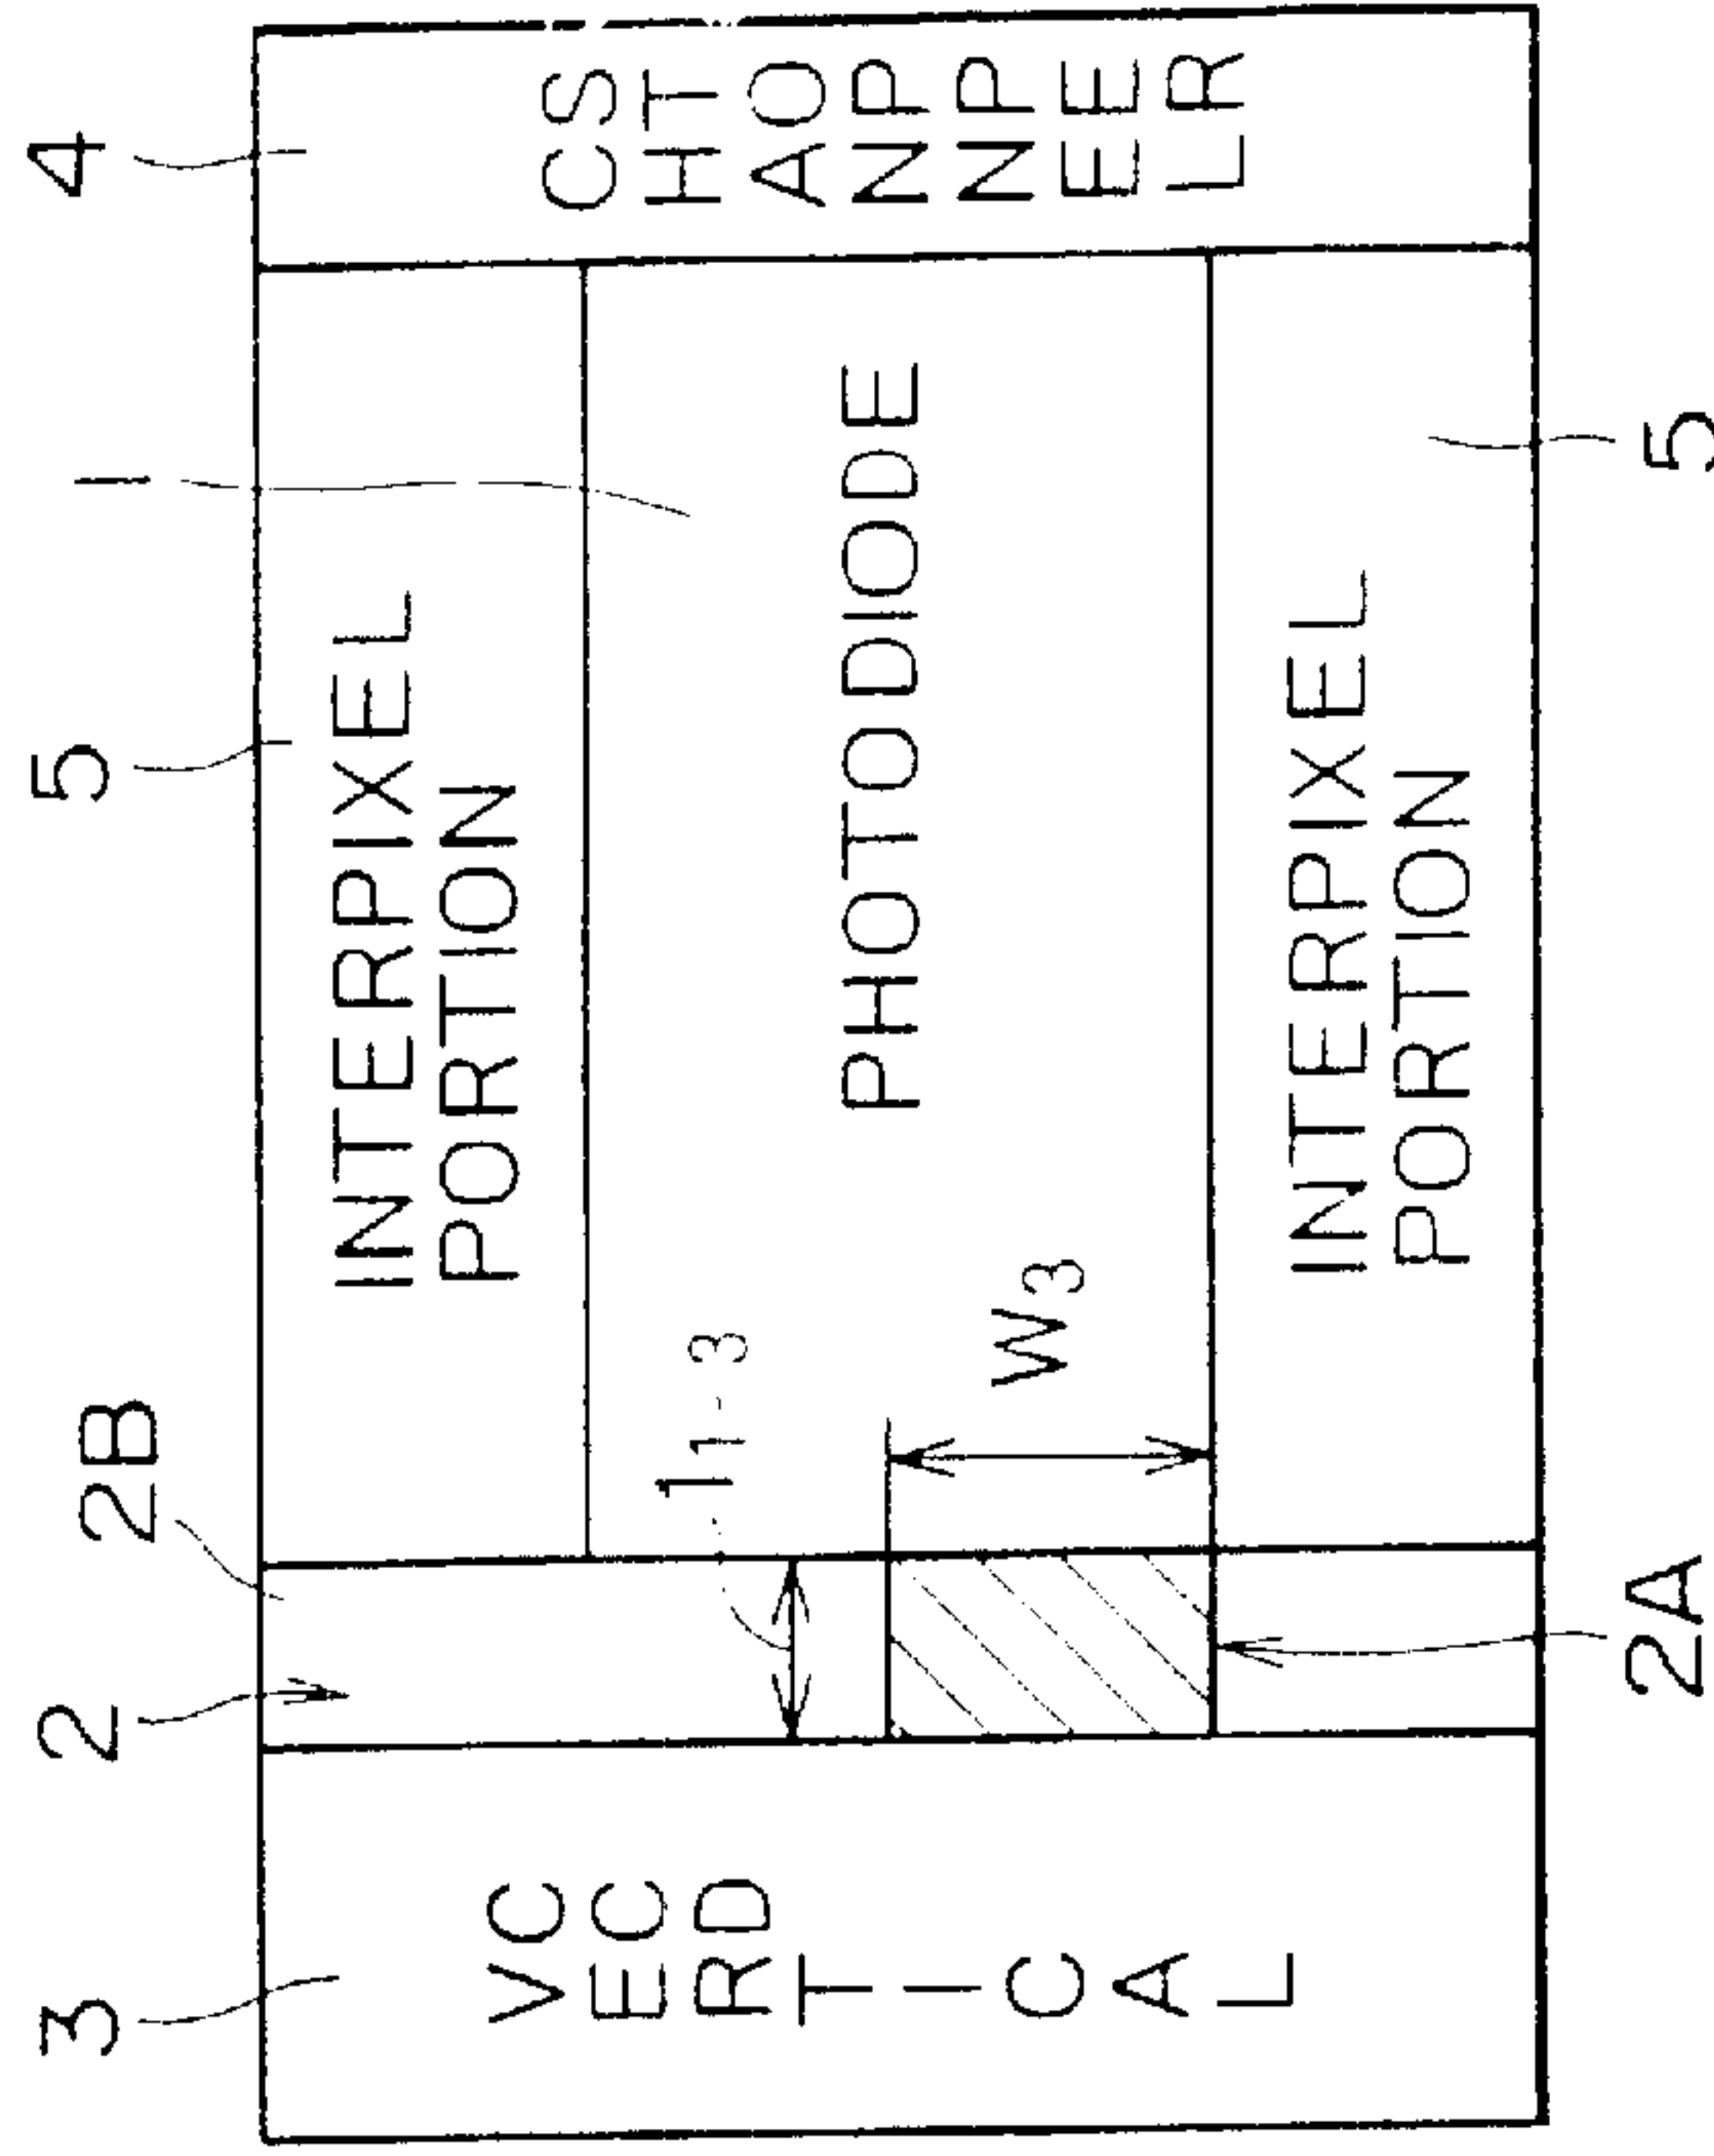 3
2
2B
5
1
4
INTERPIXEL
PORTION
11-3
PHOTODIODE
W3
VERTICAL
CCD
CHANNEL
STOPPER
INTERPIXEL
PORTION
2A
5